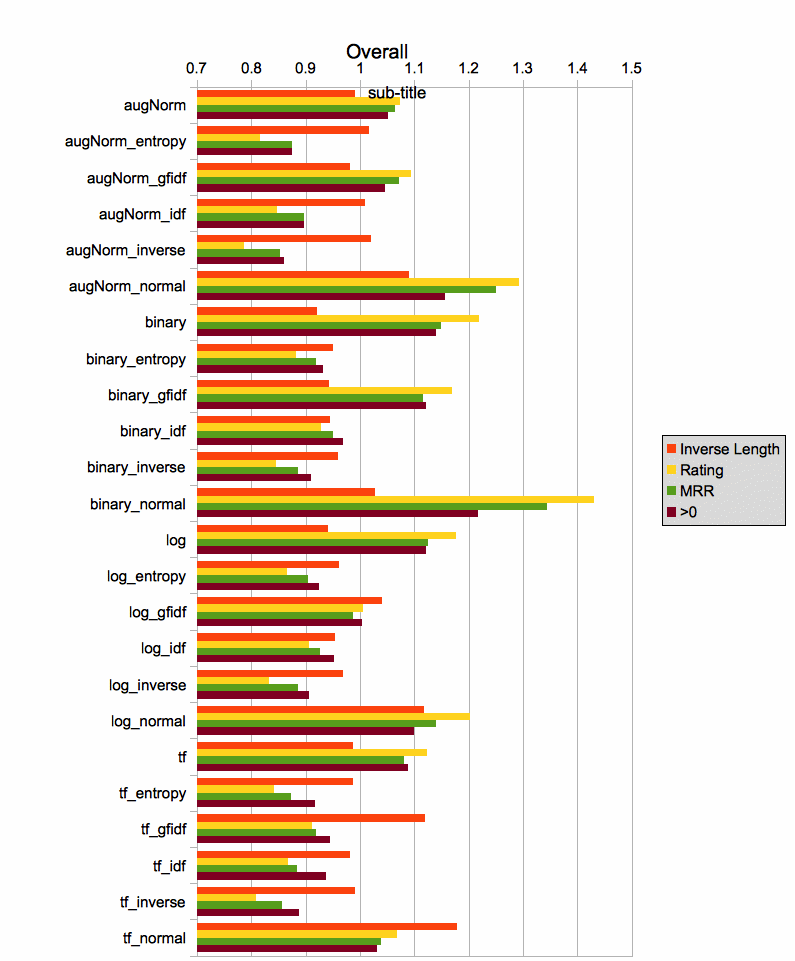 Overall
0.7 0.8 0.9 1 1.1 1.2 1.3 1.4 1.5
sub-title
augNorm
augNorm_entropy
augNorm_gfidf
augNorm_idf
augNorm_inverse
augNorm_normal
binary
binary_entropy
binary_gfidf
binary_idf
binary_inverse
binary_normal
log
log_entropy
log_gfidf
log_idf
log_inverse
log_normal
tf
tf_entropy
tf_gfidf
tf_idf
tf_inverse
tf_normal
Inverse Length
Rating
MRR
>0